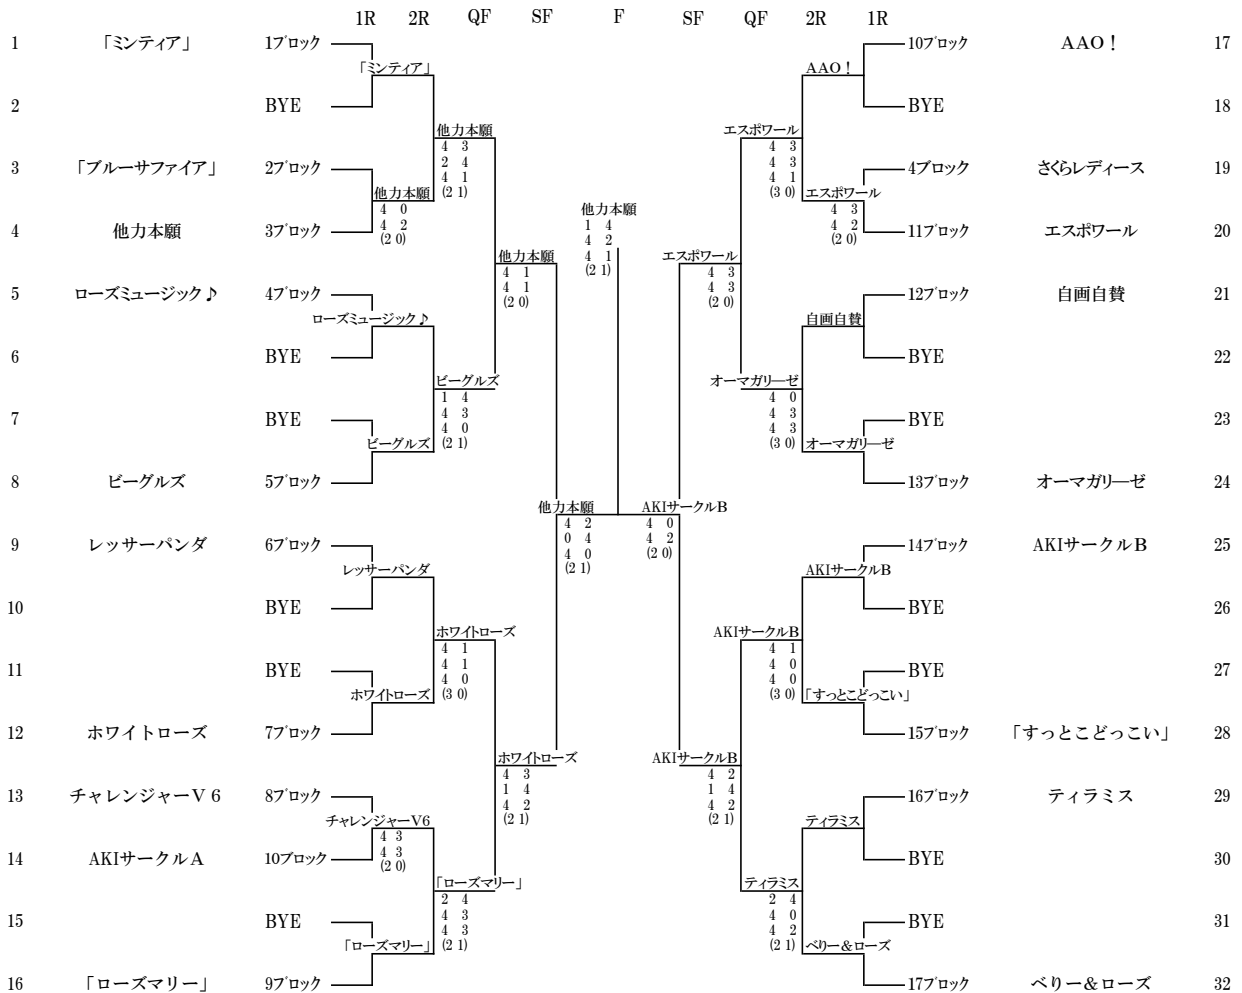 1R 2R QF SF F SF QF 2R 1R
1 「ミンティア」 1ブロック 10ブロック AAO！ 17
「ミンティア」 AAO！
2 BYE BYE 18
他力本願 エスポワール
4 3 4 3
2 4 4 3
3 「ブルーサファイア」 2ブロック 4ブロック さくらレディース 19
4 1 4 1
(2 1) (3 0)
他力本願 エスポワール
4 0 4 3
4 2 4 2
(2 0) (2 0)
他力本願
1 4
4 2
4 1
(2 1)
4 他力本願 3ブロック 11ブロック エスポワール 20
他力本願 エスポワール
4 1 4 3
4 1 4 3
(2 0) (2 0)
5 ローズミュージック♪ 4ブロック 12ブロック 自画自賛 21
ローズミュージック♪ 自画自賛
6 BYE BYE 22
ビーグルズ オーマガリ―ゼ
1 4 4 0
4 3 4 3
4 0 4 3
(2 1) (3 0)
7 BYE BYE 23
ビーグルズ オーマガリ―ゼ
8 ビーグルズ 5ブロック 13ブロック オーマガリ―ゼ 24
他力本願 AKIサークルB
4 2 4 0
0 4 4 2
4 0 (2 0)
(2 1)
9 レッサーパンダ 6ブロック 14ブロック AKIサークルB 25
レッサーパンダ AKIサークルB
10 BYE BYE 26
ホワイトローズ AKIサークルB
4 1 4 1
4 1 4 0
4 0 4 0
(3 0) (3 0)
11 BYE BYE 27
ホワイトローズ 「すっとこどっこい」
12 ホワイトローズ 7ブロック 15ブロック 「すっとこどっこい」 28
ホワイトローズ AKIサークルB
4 3 4 2
1 4 1 4
4 2 4 2
(2 1) (2 1)
13 チャレンジャーV６ 8ブロック 16ブロック ティラミス 29
チャレンジャーV6 ティラミス
4 3
4 3
(2 0)
14 AKIサークルA 10ブロック BYE 30
「ローズマリー」 ティラミス
2 4 2 4
4 3 4 0
4 3 4 2
(2 1) (2 1)
15 BYE BYE 31
「ローズマリー」 べりー＆ローズ
16 「ローズマリー」 9ブロック 17ブロック べりー＆ローズ 32